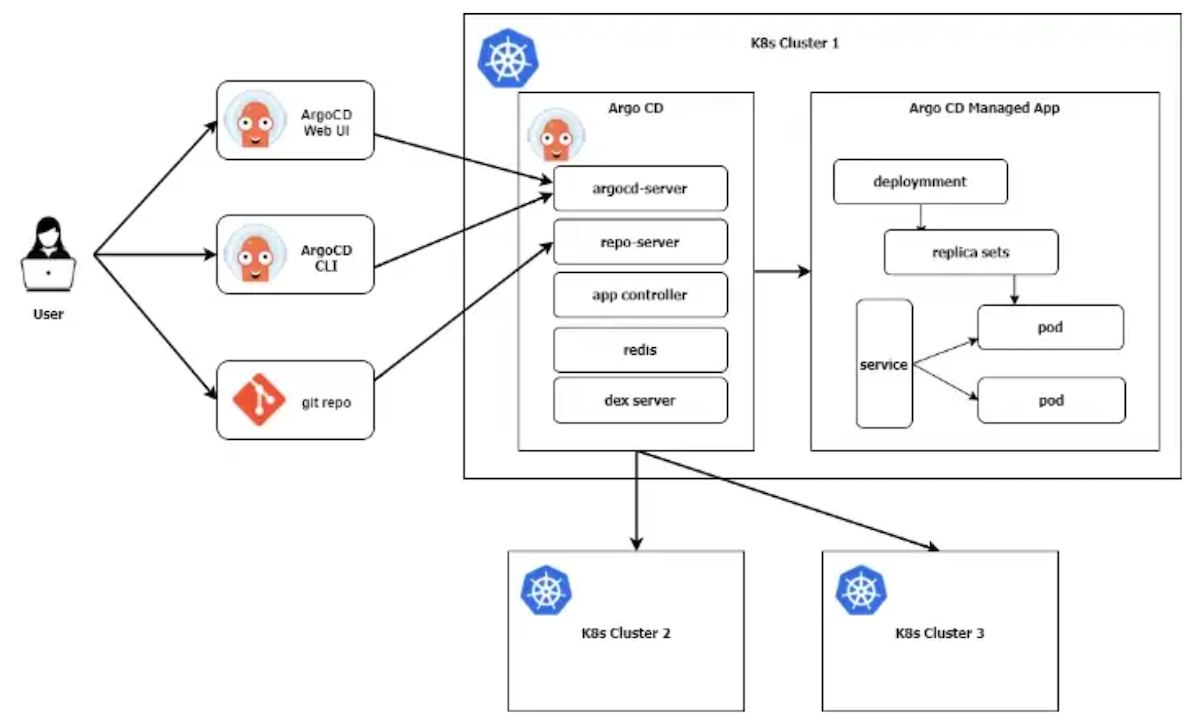 K8s Cluster 1
Argo CD
Argo CD Managed App
ArgoCD
Web UI
argocd-server
deploymment
ArgoCD
CLI
repo-server
replica sets
User
app controller
service
pod
redis
git repo
dex server
pod
K8s Cluster 2
K8s Cluster 3